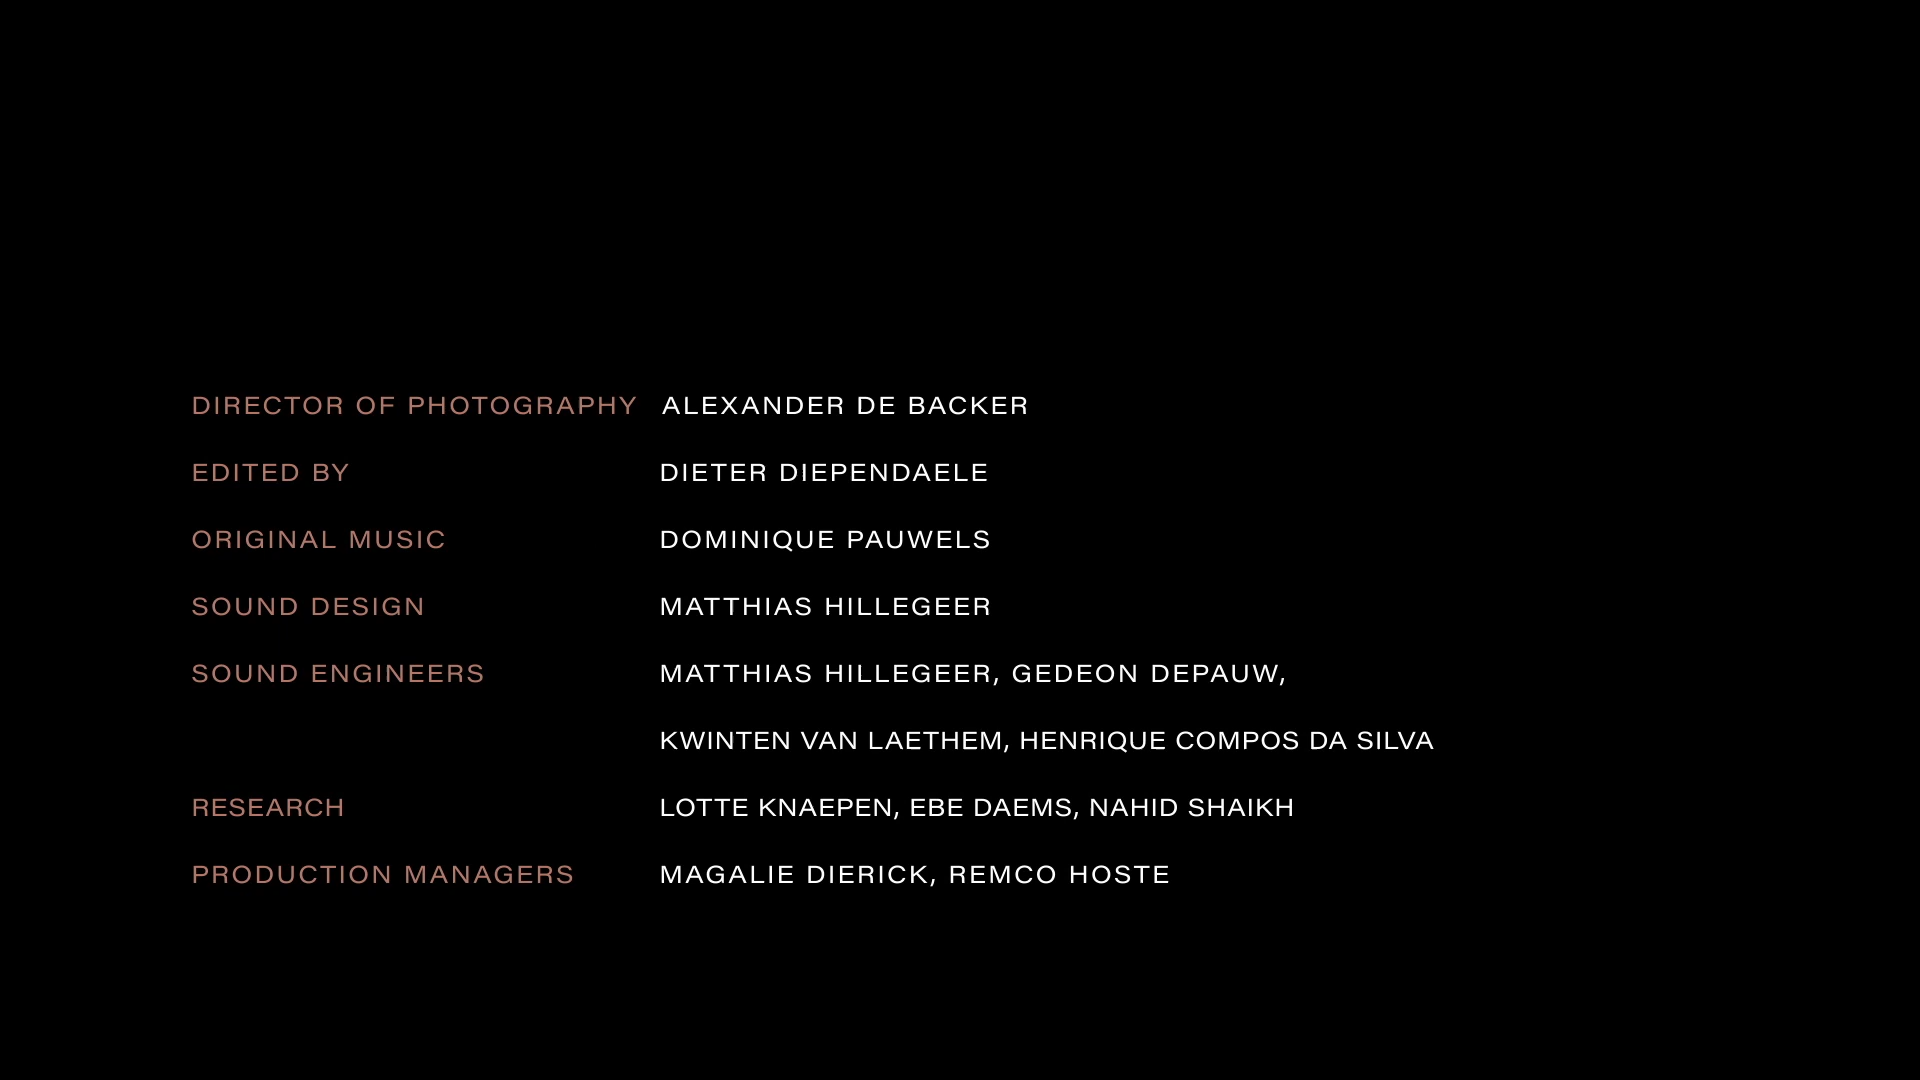 DIRECTOR OF PHOTOGRAPHY ALEXANDER DE BACKER
EDITED BY DIETER DIEPENDAELE
ORIGINAL MUSIC DOMINIQUE PAUWELS
SOUND DESIGN MATTHIAS HILLEGEER
SOUND ENGINEERS MATTHIAS HILLEGEER, GEDEON DEPAUW,
KWINTEN VAN LAETHEM, HENRIQUE COMPOS DA SILVA
RESEARCH LOTTE KNAEPEN, EBE DAEMS, NAHID SHAIKH
PRODUCTION MANAGERS MAGALIE DIERICK, REMCO HOSTE